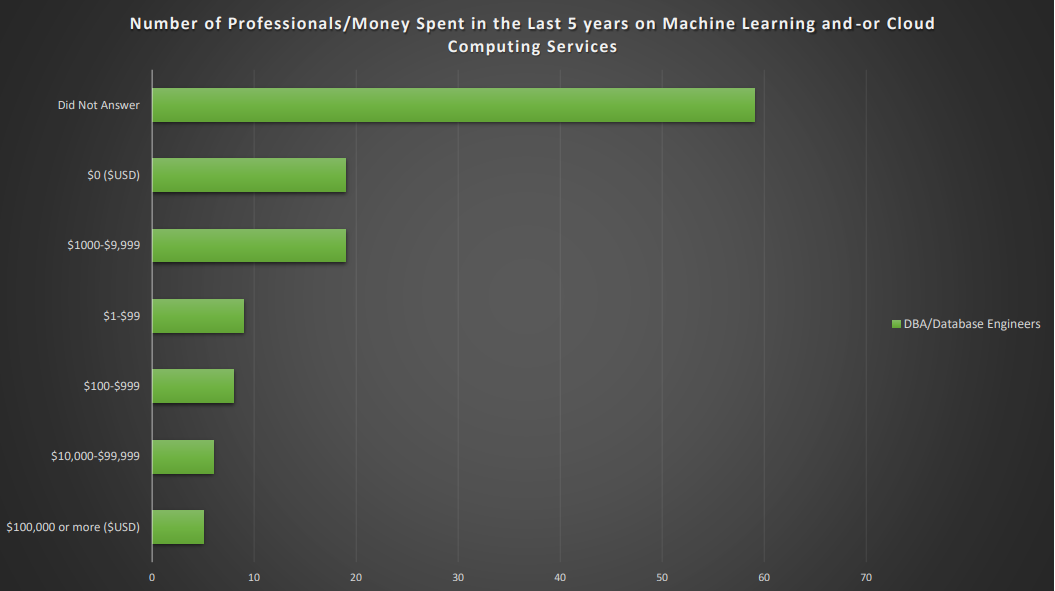 Number of Professionals/Money Spent in the Last 5 years on Machine Learning and-or Cloud
Computing Services
Did Not Answer
$0 ($USD)
$1000-$9,999
$1-$99
$100-$999
$10,000-$99,999
$100,000 or more ($USD)
DBA/Database Engineers
0 10 20 30 40 50 60 70